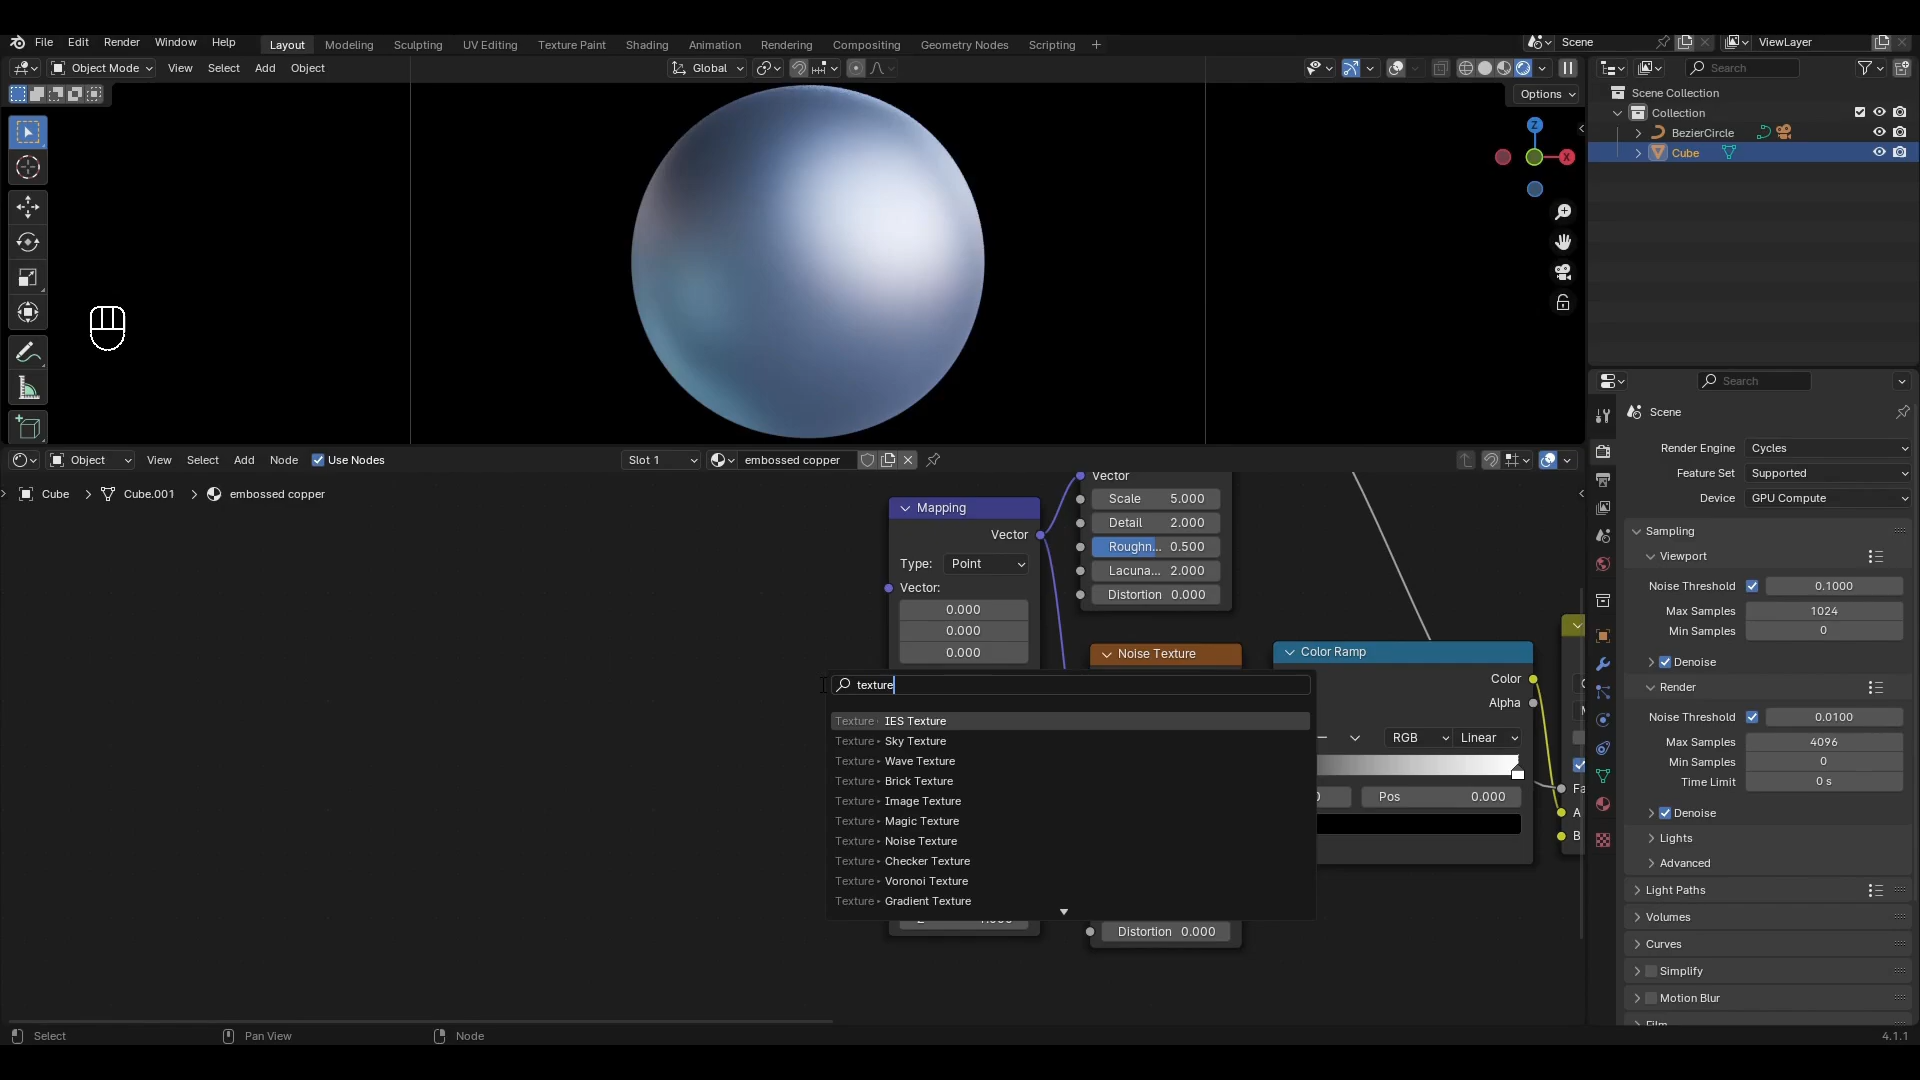 File Edit Render Window Help Layout Modeling Sculpting UV Editing Texture Paint Shading Animation Rendering Compositing Geometry Nodes Scripting + Scene ViewLayer
Object Mode View Select Add Object Global Search
Options
Scene Collection
Collection
BezierCircle
Cube
Z
X
Object View Select Add Node Use Nodes Slot 1 embossed copper
Cube Cube.001 embossed copper
Mapping
Vector
Type: Point
Vector:
0.000
0.000
0.000
Vector
Scale 5.000
Detail 2.000
Roughn... 0.500
Lacuna... 2.000
Distortion 0.000
Noise Texture
Distortion 0.000
Color Ramp
Color
Alpha
RGB Linear
Pos 0.000
Fa
A
B
texture
Texture ▸ IES Texture
Texture ▸ Sky Texture
Texture ▸ Wave Texture
Texture ▸ Brick Texture
Texture ▸ Image Texture
Texture ▸ Magic Texture
Texture ▸ Noise Texture
Texture ▸ Checker Texture
Texture ▸ Voronoi Texture
Texture ▸ Gradient Texture
Search
Scene
Render Engine Cycles
Feature Set Supported
Device GPU Compute
Sampling
Viewport
Noise Threshold 0.1000
Max Samples 1024
Min Samples 0
Denoise
Render
Noise Threshold 0.0100
Max Samples 4096
Min Samples 0
Time Limit 0 s
Denoise
Lights
Advanced
Light Paths
Volumes
Curves
Simplify
Motion Blur
Select Pan View Node 4.1.1